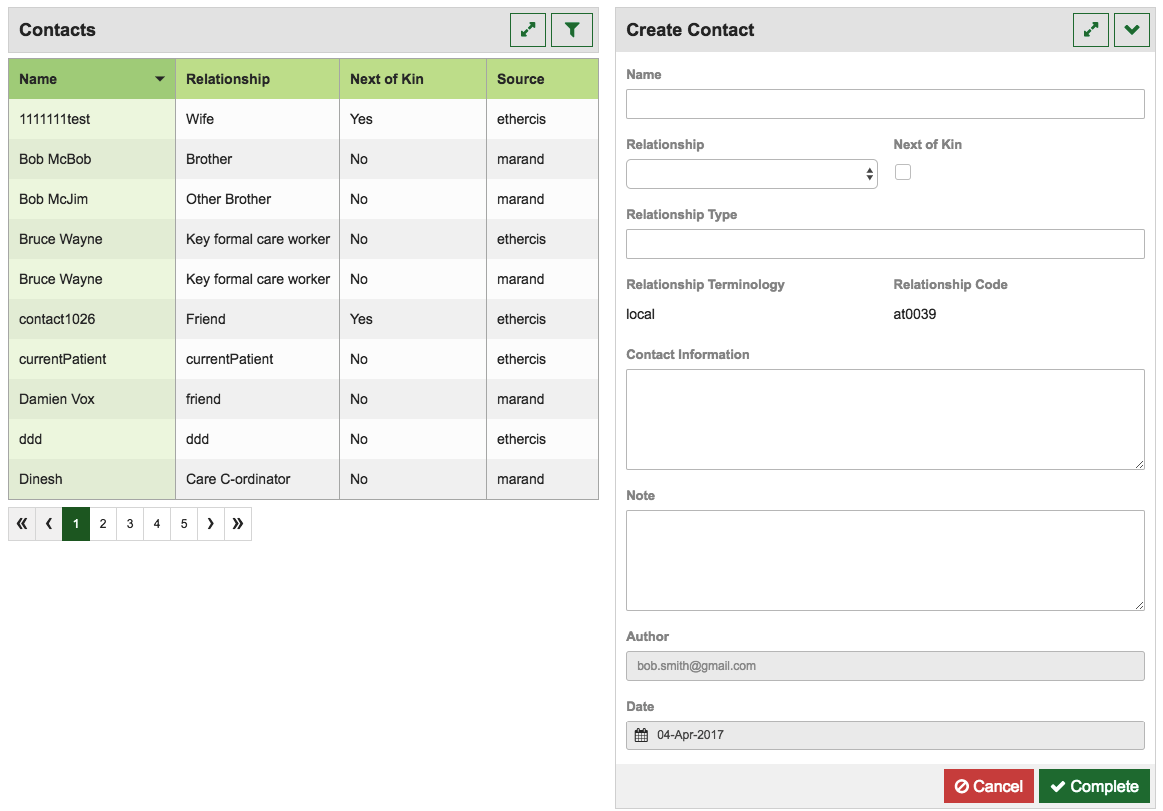 Contacts
Name Relationship Next of Kin Source
1111111test Wife Yes ethercis
Bob McBob Brother No marand
Bob McJim Other Brother No marand
Bruce Wayne Key formal care worker No ethercis
Bruce Wayne Key formal care worker No marand
contact1026 Friend Yes ethercis
currentPatient currentPatient No ethercis
Damien Vox friend No marand
ddd ddd No ethercis
Dinesh Care C-ordinator No marand
« ‹ 1 2 3 4 5 › »
Create Contact
Name
Relationship Next of Kin
Relationship Type
Relationship Terminology Relationship Code
local at0039
Contact Information
Note
Author
bob.smith@gmail.com
Date
04-Apr-2017
Cancel Complete